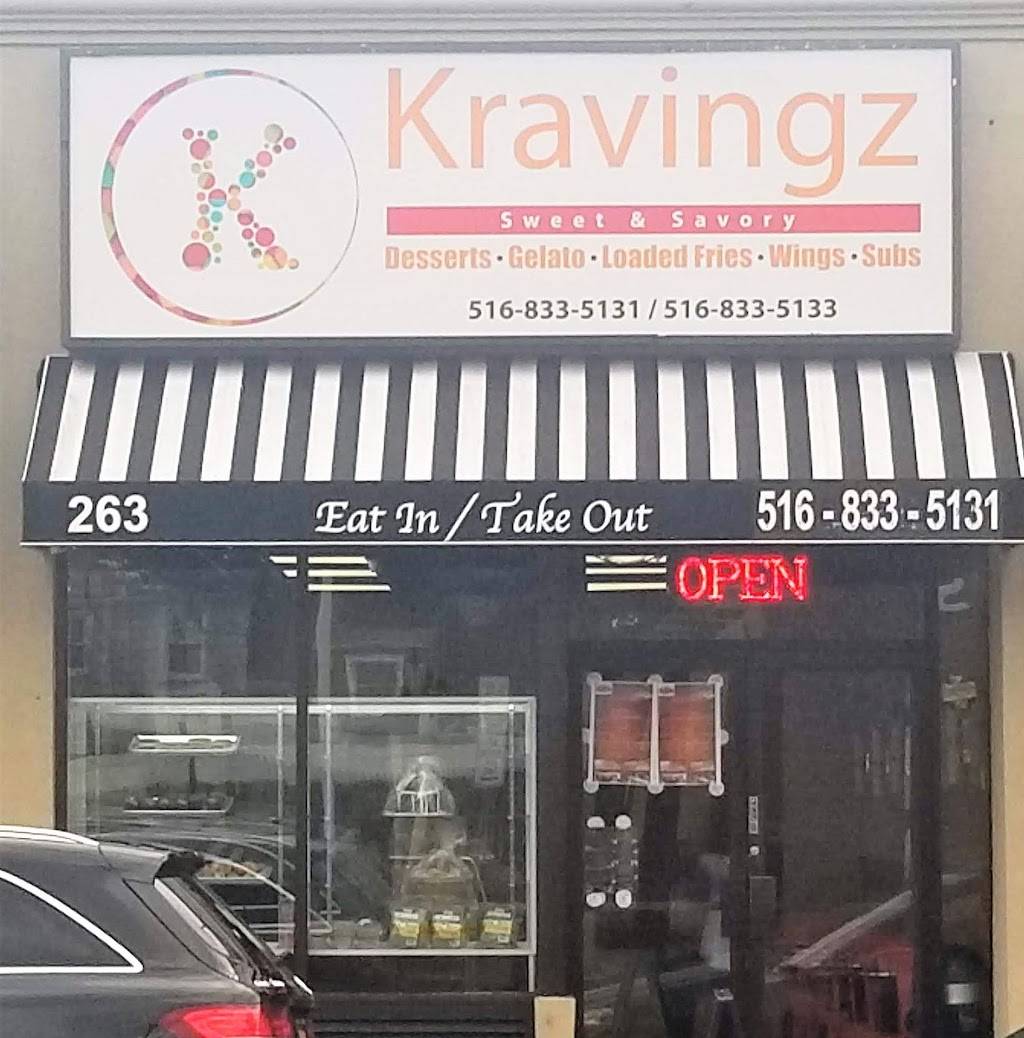 K
Kravingz
Sweet & Savory
Desserts • Gelato • Loaded Fries • Wings • Subs
516-833-5131 / 516-833-5133
263 Eat In / Take Out 516-833-5131
OPEN